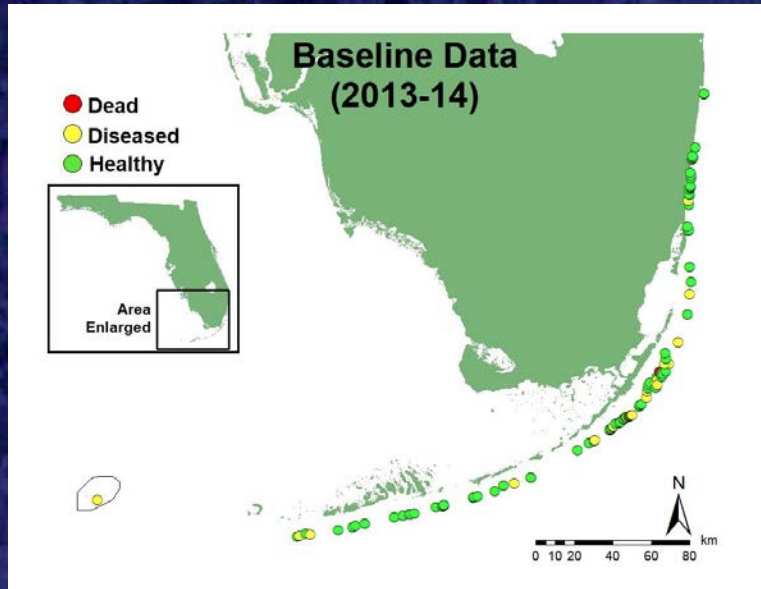 Baseline Data
(2013-14)
Dead
Diseased
Healthy
Area
Enlarged
N
0 10 20 40 60 80
km